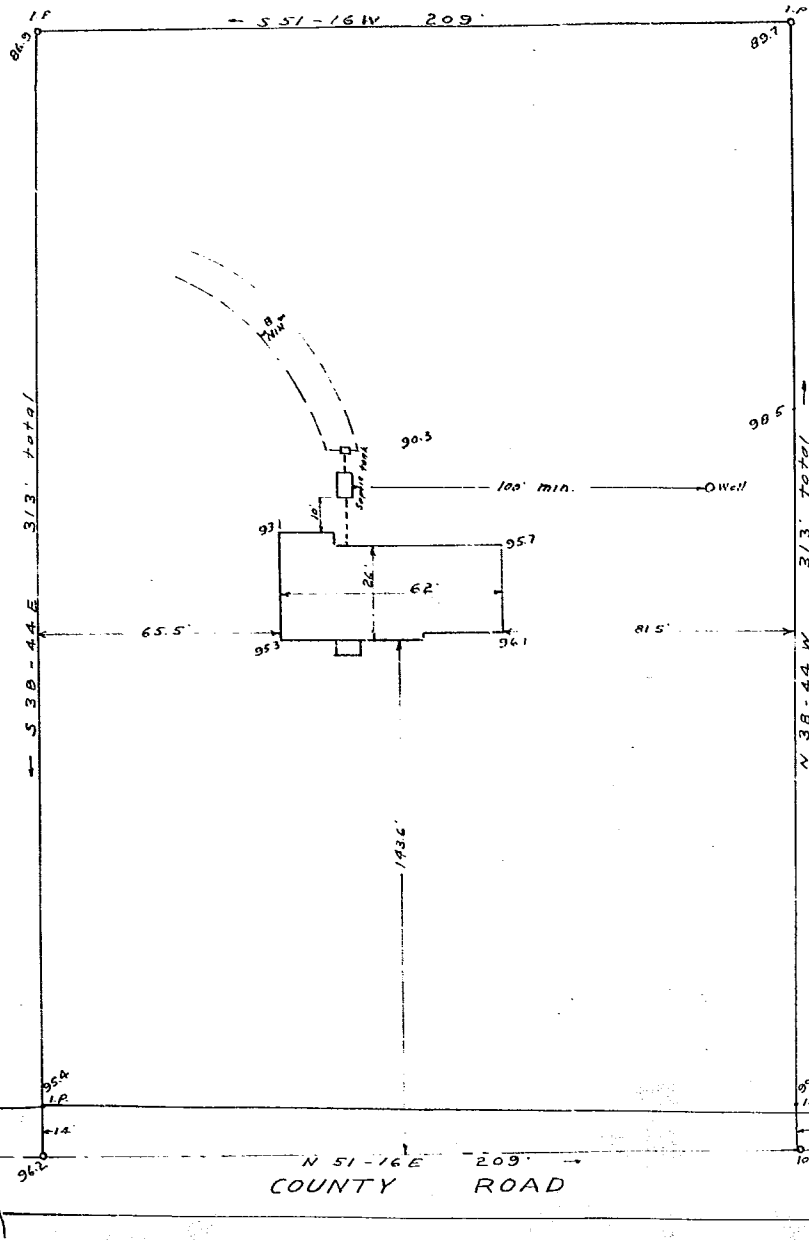 I.P.
← S 51-16 W 209'
I.P.
86.9
89.7
8' MIN
90.3
98.5
313' total
Septic tank
100' min.
Well
313' total →
10'
93
95.7
26'
62'
65.5'
81.5'
95.3
96.1
← S 38-44 E
N 38-44 W
143.6'
95.4
I.P.
14'
96.2
N 51-16 E 209' →
COUNTY ROAD